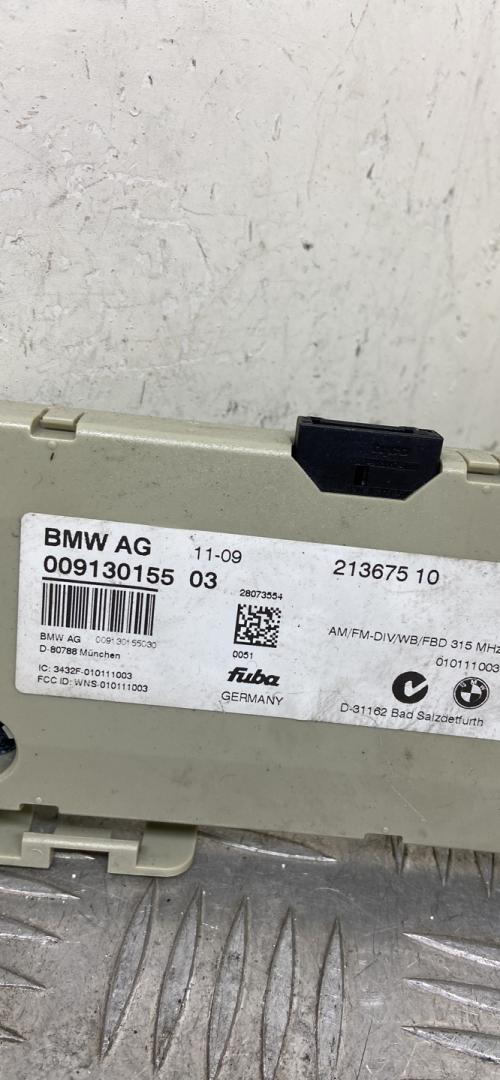 BMW AG 11-09 213675 10
009130155 03
28073554
BMW AG 009130155030
D-80788 München
0051
AM/FM-DIV/WB/FBD 315 MHz
010111003
IC: 3432F-010111003
FCC ID: WNS-010111003
fuba
GERMANY
D-31162 Bad Salzdetfurth
BMW